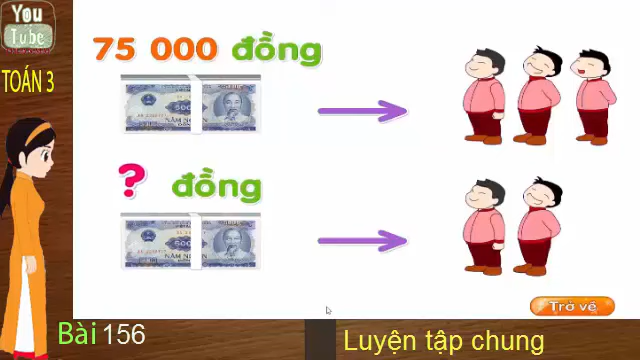 You
Tube
TOÁN 3
75 000 đồng
? đồng
Trở về
Bài 156
Luyện tập chung